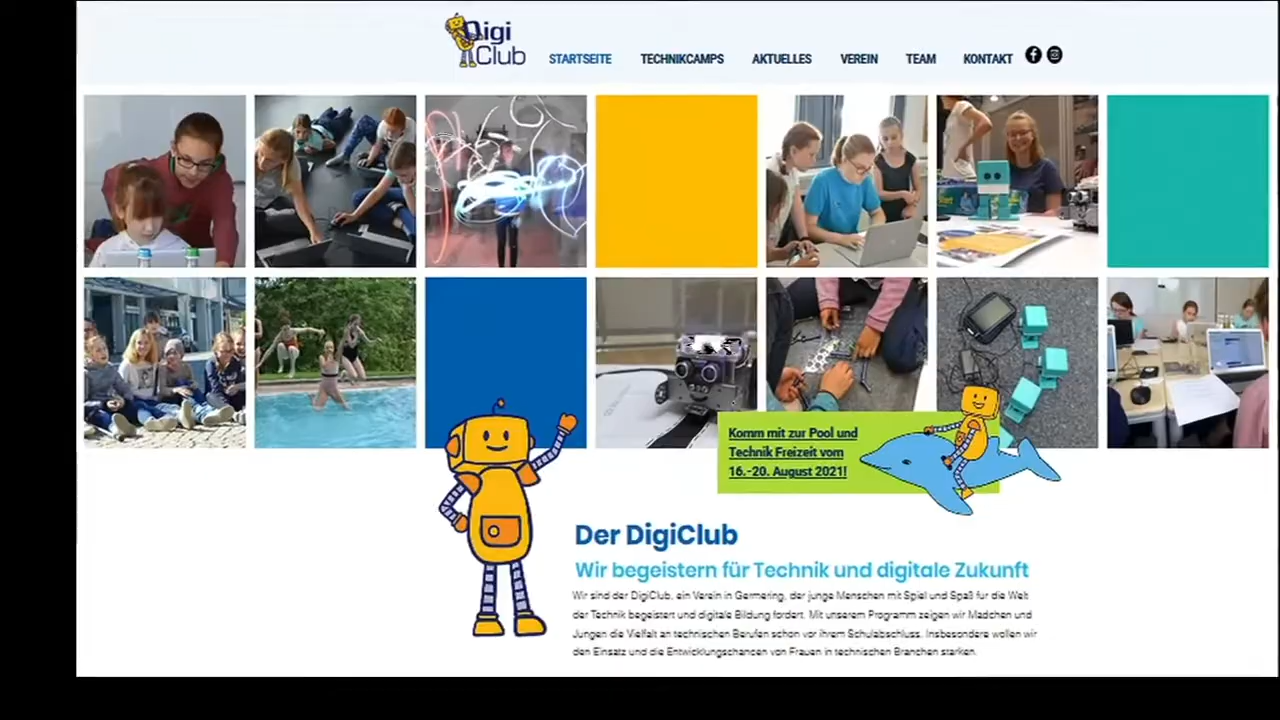 Digi
Club
STARTSEITE
TECHNIKCAMPS
AKTUELLES
VEREIN
TEAM
KONTAKT
Komm mit zur Pool und
Technik Freizeit vom
16.-20. August 2021!
Der DigiClub
Wir begeistern für Technik und digitale Zukunft
Wir sind der DigiClub, ein Verein in Germering, der junge Menschen mit Spiel und Spaß für die Welt
der Technik begeistert und digitale Bildung fördert. Mit unserem Programm zeigen wir Mädchen und
Jungen die Vielfalt an technischen Berufen schon vor ihrem Schulabschluss. Insbesondere wollen wir
den Einsatz und die Entwicklungschancen von Frauen in technischen Branchen stärken.